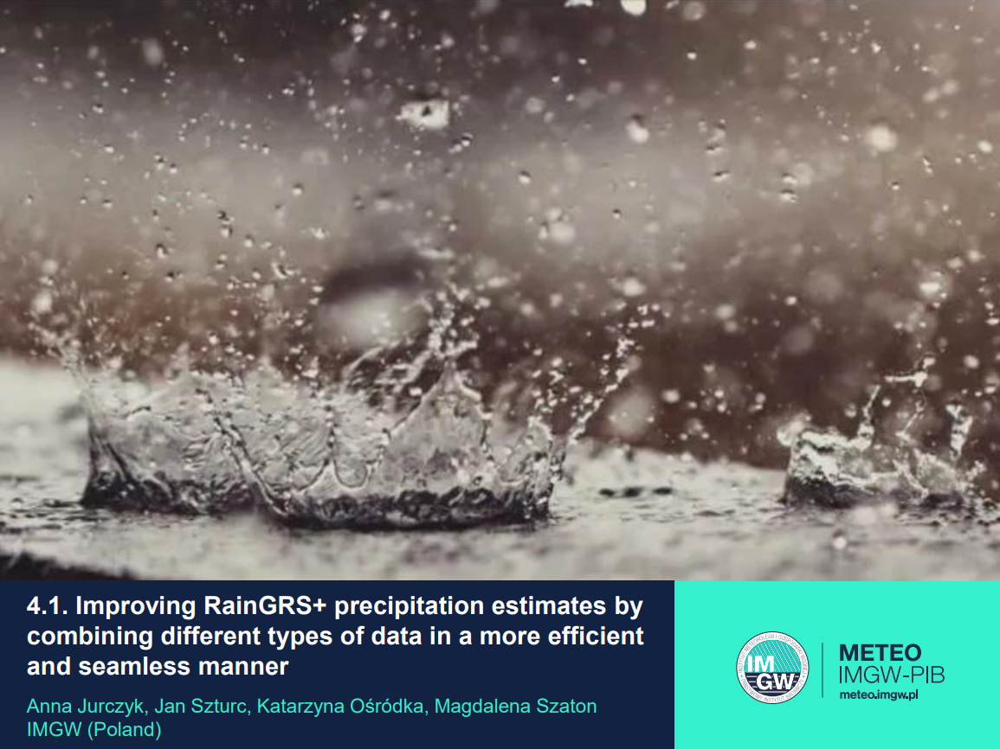 4.1. Improving RainGRS+ precipitation estimates by
combining different types of data in a more efficient
and seamless manner
Anna Jurczyk, Jan Szturc, Katarzyna Ośródka, Magdalena Szaton
IMGW (Poland)
IM
GW
METEO
IMGW-PIB
meteo.imgw.pl